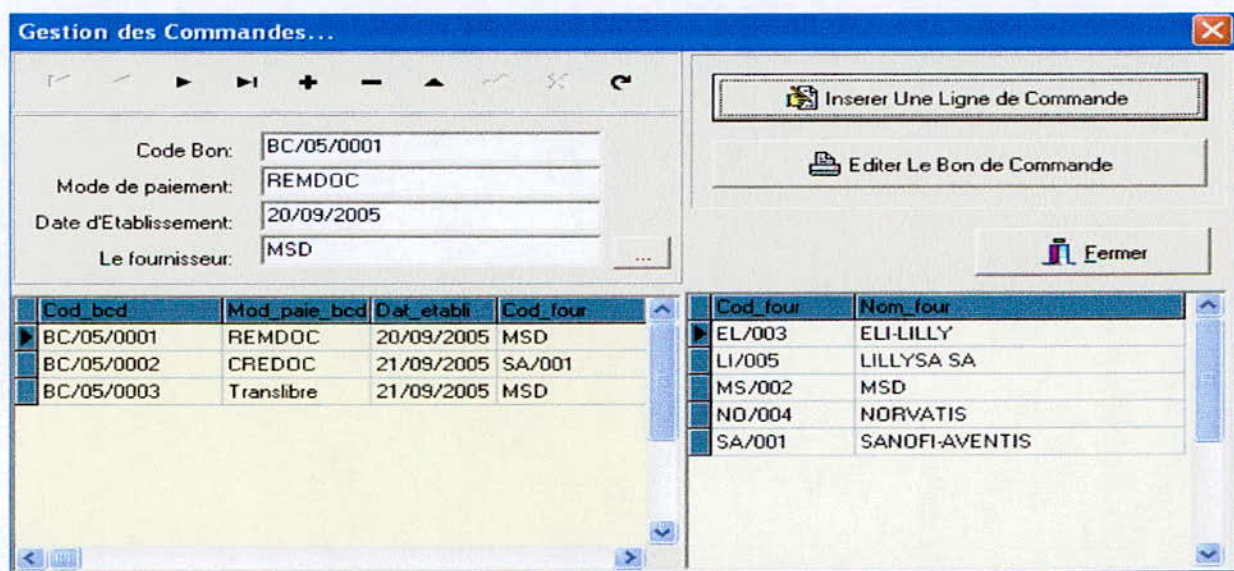 Gestion des Commandes...
Inserer Une Ligne de Commande
Code Bon: BC/05/0001
Editer Le Bon de Commande
Mode de paiement: REMDOC
Date d'Etablissement: 20/09/2005
Le fournisseur: MSD ...
Fermer
Cod_bcd Mod_paie_bcd Dat_etabli Cod_four
BC/05/0001 REMDOC 20/09/2005 MSD
BC/05/0002 CREDOC 21/09/2005 SA/001
BC/05/0003 Translibre 21/09/2005 MSD
Cod_four Nom_four
EL/003 ELI-LILLY
LI/005 LILLYSA SA
MS/002 MSD
NO/004 NORVATIS
SA/001 SANOFI-AVENTIS